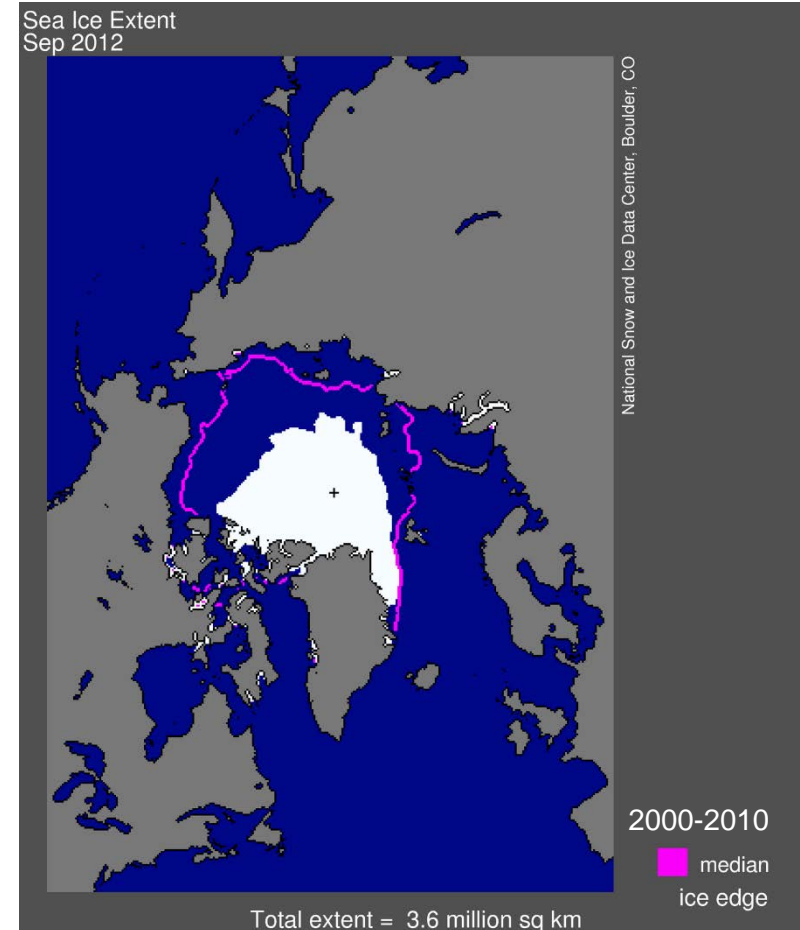 Sea Ice Extent
Sep 2012
National Snow and Ice Data Center, Boulder, CO
2000-2010
median
ice edge
Total extent = 3.6 million sq km